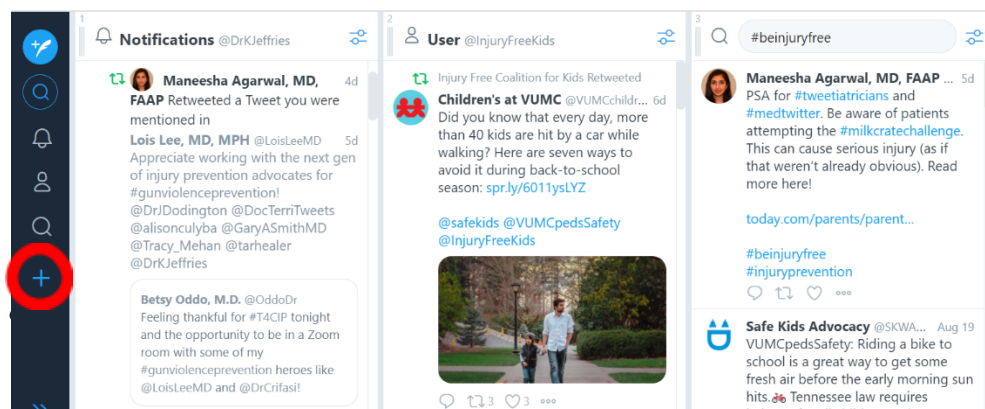 1
Notifications @DrKJeffries
Maneesha Agarwal, MD, 4d
FAAP Retweeted a Tweet you were
mentioned in
Lois Lee, MD, MPH @LoisLeeMD 5d
Appreciate working with the next gen
of injury prevention advocates for
#gunviolenceprevention!
@DrJDodington @DocTerriTweets
@alisonculyba @GaryASmithMD
@Tracy_Mehan @tarhealer
@DrKJeffries
Betsy Oddo, M.D. @OddoDr
Feeling thankful for #T4CIP tonight
and the opportunity to be in a Zoom
room with some of my
#gunviolenceprevention heroes like
@LoisLeeMD and @DrCrifasi!
2
User @InjuryFreeKids
Injury Free Coalition for Kids Retweeted
Children's at VUMC @VUMCchildr... 6d
Did you know that every day, more
than 40 kids are hit by a car while
walking? Here are seven ways to
avoid it during back-to-school
season: spr.ly/6011ysLYZ
@safekids @VUMCpedsSafety
@InjuryFreeKids
3 3
3
#beinjuryfree
Maneesha Agarwal, MD, FAAP ... 5d
PSA for #tweetiatricians and
#medtwitter. Be aware of patients
attempting the #milkcratechallenge.
This can cause serious injury (as if
that weren't already obvious). Read
more here!
today.com/parents/parent...
#beinjuryfree
#injuryprevention
Safe Kids Advocacy @SKWA... Aug 19
VUMCpedsSafety: Riding a bike to
school is a great way to get some
fresh air before the early morning sun
hits.🚲 Tennessee law requires